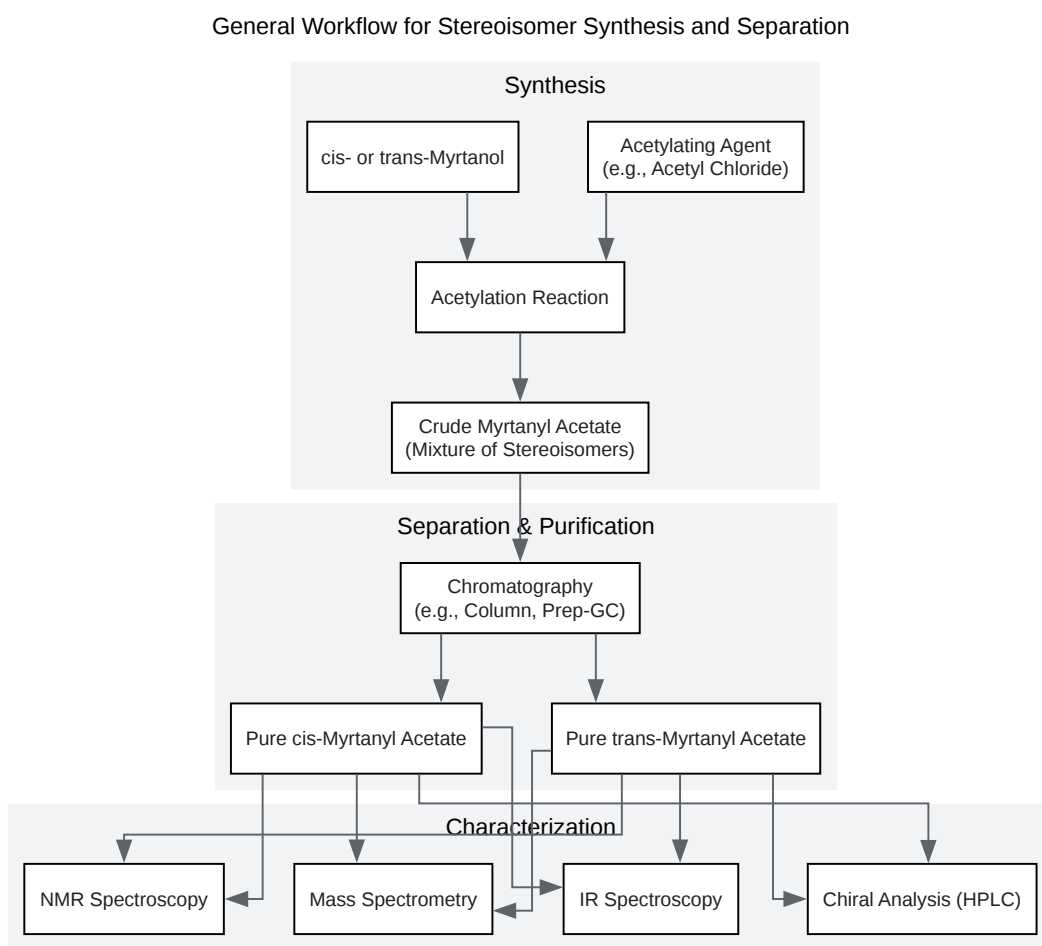 General Workflow for Stereoisomer Synthesis and Separation
Synthesis
cis- or trans-Myrtanol
Acetylating Agent
(e.g., Acetyl Chloride)
Acetylation Reaction
Crude Myrtanyl Acetate
(Mixture of Stereoisomers)
Separation & Purification
Chromatography
(e.g., Column, Prep-GC)
Pure cis-Myrtanyl Acetate
Pure trans-Myrtanyl Acetate
Characterization
NMR Spectroscopy
Mass Spectrometry
IR Spectroscopy
Chiral Analysis (HPLC)